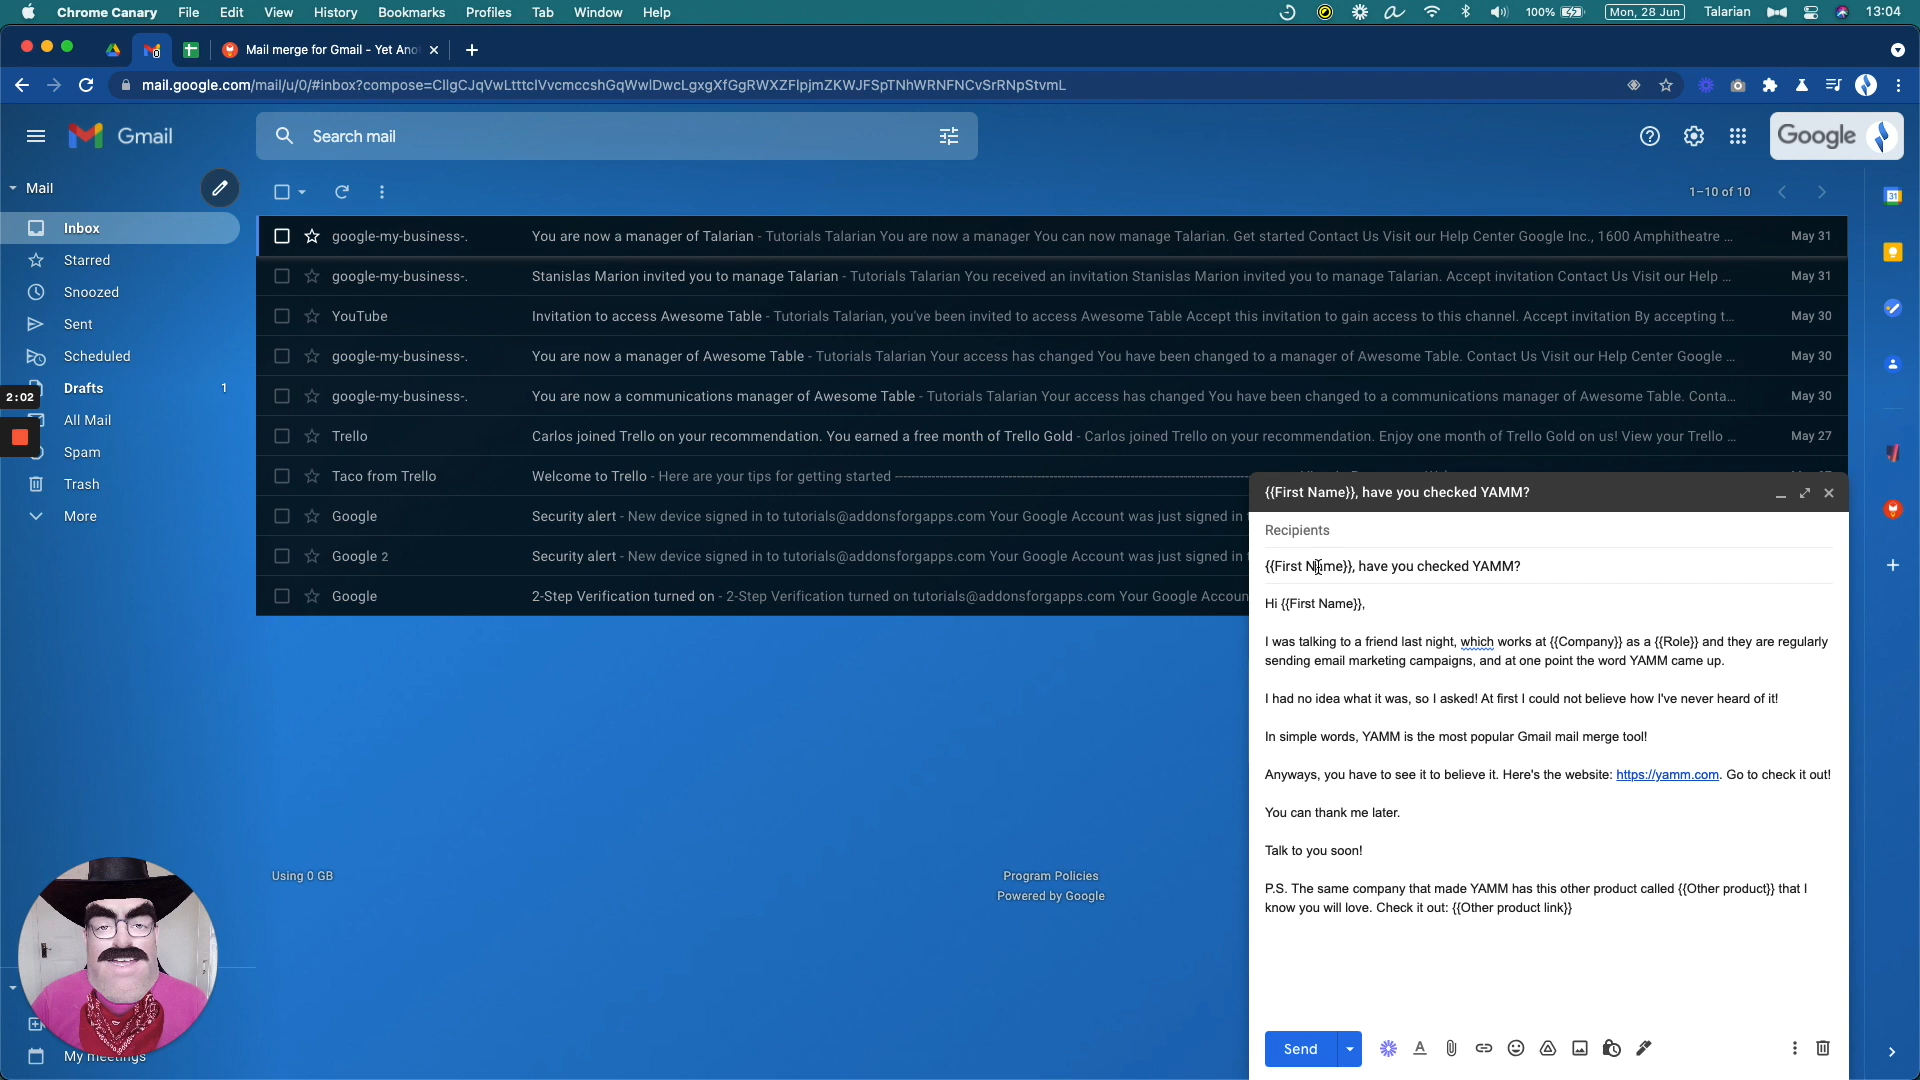 Chrome Canary File Edit View History Bookmarks Profiles Tab Window Help 100% Mon, 28 Jun Talarian 13:04
Mail merge for Gmail - Yet Ano
mail.google.com/mail/u/0/#inbox?compose=CllgCJqVwLtttclVvcmccshGqWwlDwcLgxgXfGgRWXZFlpjmZKWJFSpTNhWRNFNCvSrRNpStvmL
Gmail
Search mail
Google
Mail
1–10 of 10
Inbox
Starred
Snoozed
Sent
Scheduled
Drafts 1
2:02
All Mail
Spam
Trash
More
google-my-business-. You are now a manager of Talarian - Tutorials Talarian You are now a manager You can now manage Talarian. Get started Contact Us Visit our Help Center Google Inc., 1600 Amphitheatre ... May 31
google-my-business-. Stanislas Marion invited you to manage Talarian - Tutorials Talarian You received an invitation Stanislas Marion invited you to manage Talarian. Accept invitation Contact Us Visit our Help ... May 31
YouTube Invitation to access Awesome Table - Tutorials Talarian, you've been invited to access Awesome Table Accept this invitation to gain access to this channel. Accept invitation By accepting t... May 30
google-my-business-. You are now a manager of Awesome Table - Tutorials Talarian Your access has changed You have been changed to a manager of Awesome Table. Contact Us Visit our Help Center Google ... May 30
google-my-business-. You are now a communications manager of Awesome Table - Tutorials Talarian Your access has changed You have been changed to a communications manager of Awesome Table. Conta... May 30
Trello Carlos joined Trello on your recommendation. You earned a free month of Trello Gold - Carlos joined Trello on your recommendation. Enjoy one month of Trello Gold on us! View your Trello ... May 27
Taco from Trello Welcome to Trello - Here are your tips for getting started
Google Security alert - New device signed in to tutorials@addonsforgapps.com Your Google Account was just signed in
Google 2 Security alert - New device signed in to tutorials@addonsforgapps.com Your Google Account was just signed in
Google 2-Step Verification turned on - 2-Step Verification turned on tutorials@addonsforgapps.com Your Google Accoun
Using 0 GB
Program Policies
Powered by Google
My meetings
{{First Name}}, have you checked YAMM?
Recipients
{{First Name}}, have you checked YAMM?
Hi {{First Name}},
I was talking to a friend last night, which works at {{Company}} as a {{Role}} and they are regularly
sending email marketing campaigns, and at one point the word YAMM came up.
I had no idea what it was, so I asked! At first I could not believe how I've never heard of it!
In simple words, YAMM is the most popular Gmail mail merge tool!
Anyways, you have to see it to believe it. Here's the website: https://yamm.com. Go to check it out!
You can thank me later.
Talk to you soon!
P.S. The same company that made YAMM has this other product called {{Other product}} that I
know you will love. Check it out: {{Other product link}}
Send